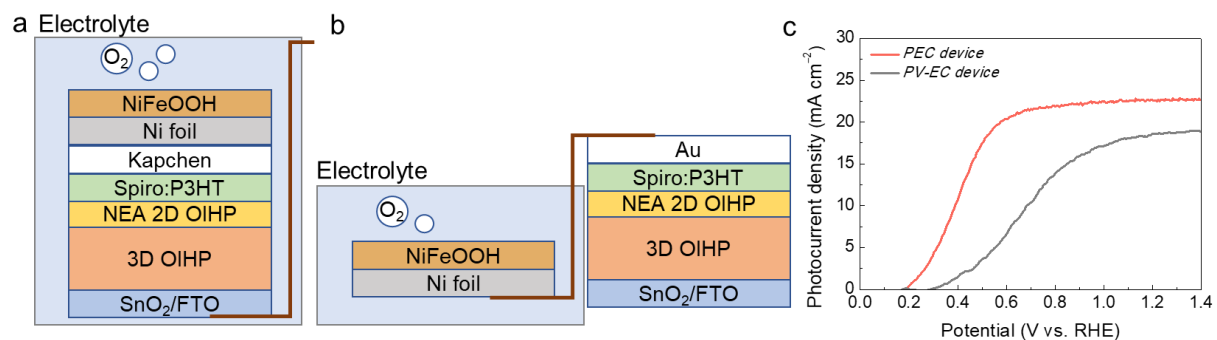 a
Electrolyte
O₂
NiFeOOH
Ni foil
Kapchen
Spiro:P3HT
NEA 2D OIHP
3D OIHP
SnO₂/FTO
b
Electrolyte
O₂
NiFeOOH
Ni foil
Au
Spiro:P3HT
NEA 2D OIHP
3D OIHP
SnO₂/FTO
c
Photocurrent density (mA cm⁻²)
30
25
20
15
10
5
0
PEC device
PV-EC device
0.0 0.2 0.4 0.6 0.8 1.0 1.2 1.4
Potential (V vs. RHE)